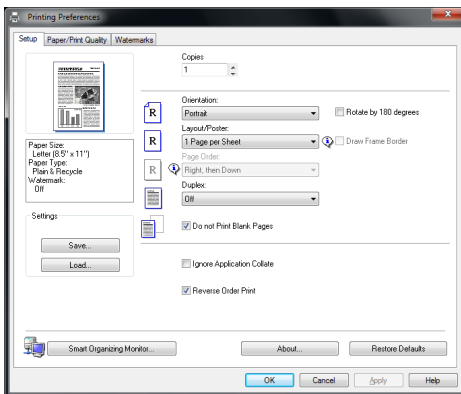 Printing Preferences
Setup
Paper/Print Quality
Watermarks
Copies
1
Orientation:
R
Portrait
Rotate by 180 degrees
Layout/Poster:
R
1 Page per Sheet
Draw Frame Border
Page Order:
R
Right, then Down
Duplex:
Off
Do not Print Blank Pages
Paper Size:
Letter (8.5" x 11")
Paper Type:
Plain & Recycle
Watermark:
Off
Settings
Save...
Load...
Ignore Application Collate
Reverse Order Print
Smart Organizing Monitor...
About...
Restore Defaults
OK
Cancel
Apply
Help